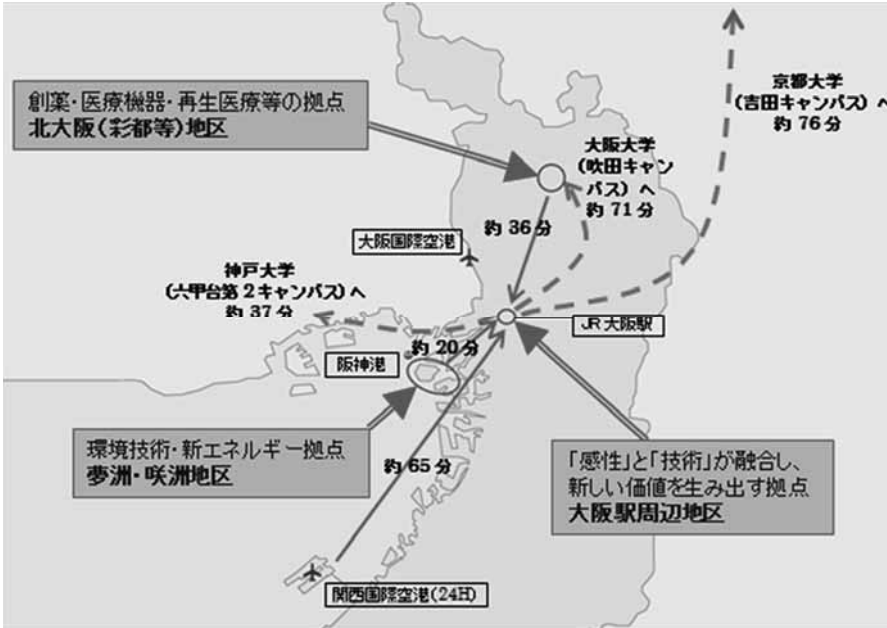 創薬・医療機器・再生医療等の拠点
北大阪(彩都等)地区
京都大学
(吉田キャンパス)へ
約 76 分
大阪大学
(吹田キャン
パス)へ
約 71 分
約 36 分
大阪国際空港
神戸大学
(六甲台第2キャンパス)へ
約 37 分
JR 大阪駅
約 20 分
阪神港
環境技術・新エネルギー拠点
夢洲・咲洲地区
約 65 分
「感性」と「技術」が融合し、
新しい価値を生み出す拠点
大阪駅周辺地区
関西国際空港(24H)